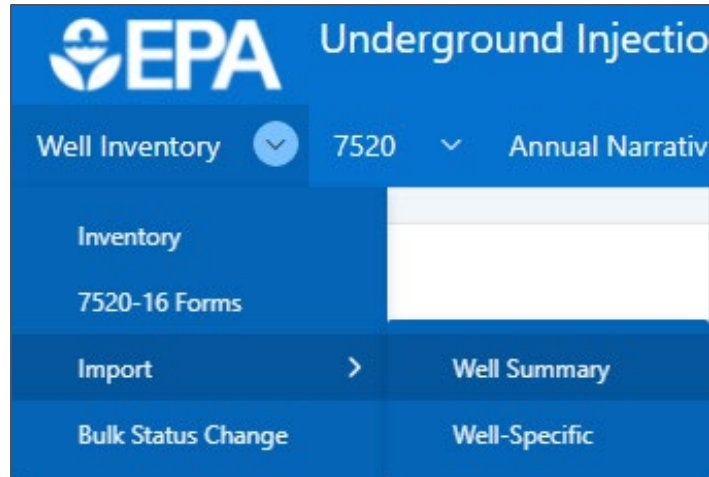 EPA Underground Injectio
Well Inventory 7520 Annual Narrativ
Inventory
7520-16 Forms
Import Well Summary
Bulk Status Change Well-Specific